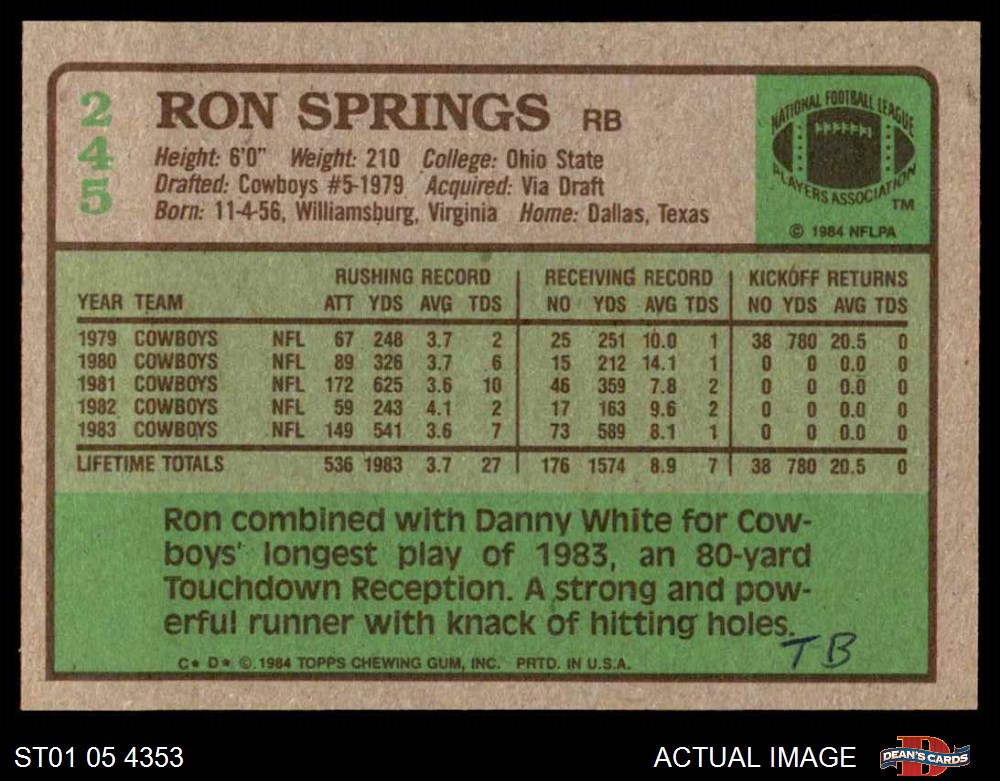 245
RON SPRINGS RB
Height: 6'0" Weight: 210 College: Ohio State
Drafted: Cowboys #5-1979 Acquired: Via Draft
Born: 11-4-56, Williamsburg, Virginia Home: Dallas, Texas
NATIONAL FOOTBALL LEAGUE
PLAYERS ASSOCIATION TM
© 1984 NFLPA
RUSHING RECORD RECEIVING RECORD KICKOFF RETURNS
YEAR TEAM ATT YDS AVG TDS NO YDS AVG TDS NO YDS AVG TDS
1979 COWBOYS NFL 67 248 3.7 2 25 251 10.0 1 38 780 20.5 0
1980 COWBOYS NFL 89 326 3.7 6 15 212 14.1 1 0 0 0.0 0
1981 COWBOYS NFL 172 625 3.6 10 46 359 7.8 2 0 0 0.0 0
1982 COWBOYS NFL 59 243 4.1 2 17 163 9.6 2 0 0 0.0 0
1983 COWBOYS NFL 149 541 3.6 7 73 589 8.1 1 0 0 0.0 0
LIFETIME TOTALS 536 1983 3.7 27 176 1574 8.9 7 38 780 20.5 0
Ron combined with Danny White for Cow-
boys' longest play of 1983, an 80-yard
Touchdown Reception. A strong and pow-
erful runner with knack of hitting holes.
TB
C* D* © 1984 TOPPS CHEWING GUM, INC. PRTD. IN U.S.A.
ST01 05 4353 ACTUAL IMAGE DEAN'S CARDS